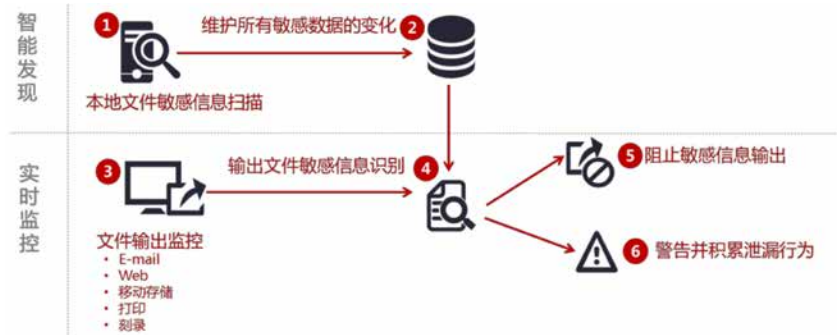 智能发现
1
维护所有敏感数据的变化
2
本地文件敏感信息扫描
实时监控
3
输出文件敏感信息识别
4
5
阻止敏感信息输出
文件输出监控
• E-mail
• Web
• 移动存储
• 打印
• 刻录
6
警告并积累泄漏行为